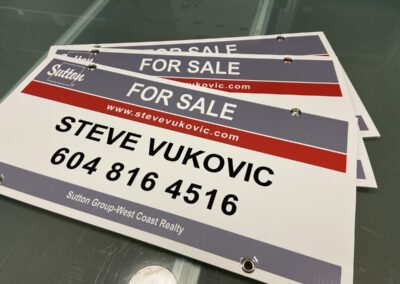 FOR SALE
FOR SALE
.com
Sutton
FOR SALE
www.stevevukovic.com
STEVE VUKOVIC
604 816 4516
Sutton Group-West Coast Realty